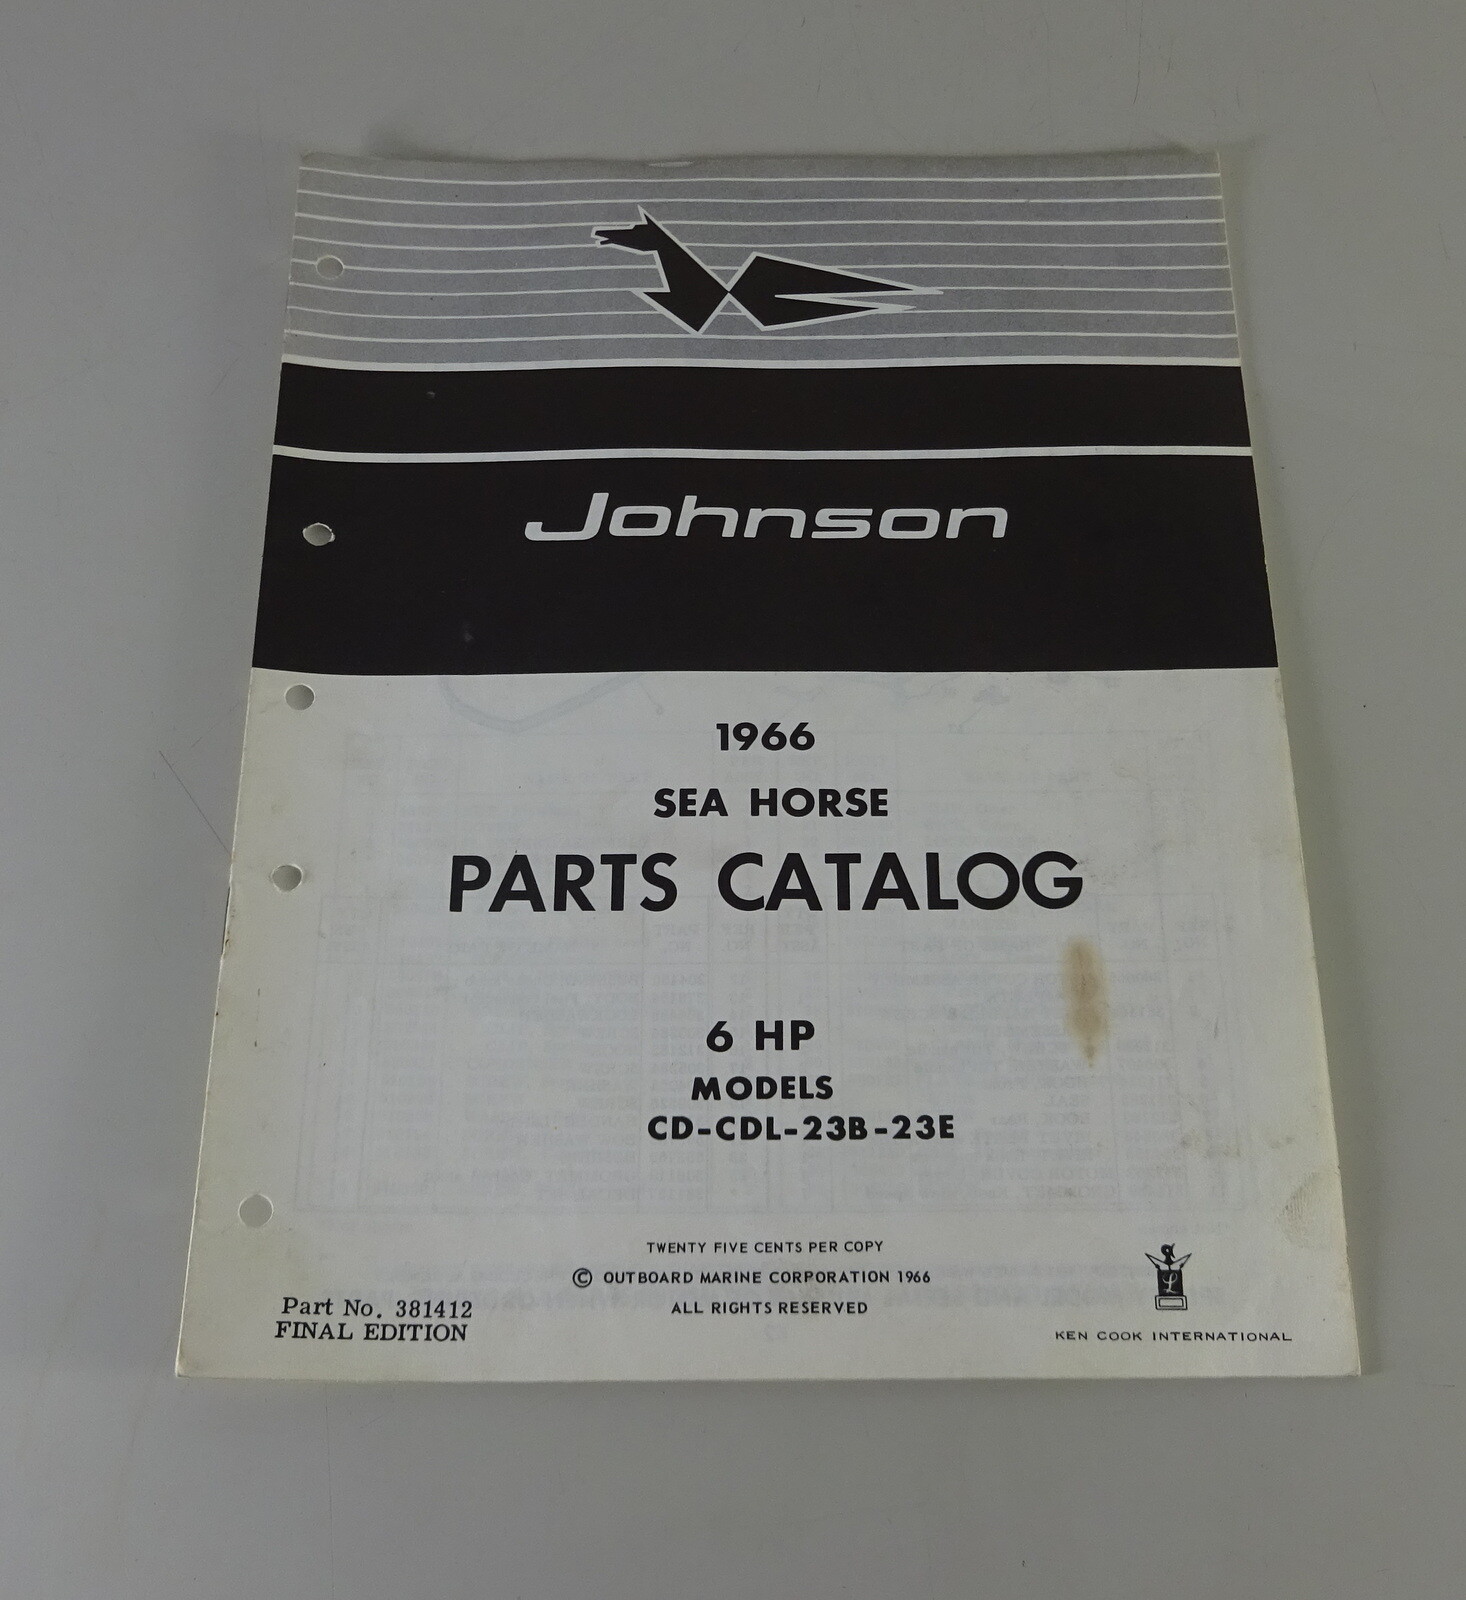 Johnson
1966
SEA HORSE
PARTS CATALOG
6 HP
MODELS
CD-CDL-23B-23E
TWENTY FIVE CENTS PER COPY
© OUTBOARD MARINE CORPORATION 1966
ALL RIGHTS RESERVED
Part No. 381412
FINAL EDITION
L
KEN COOK INTERNATIONAL